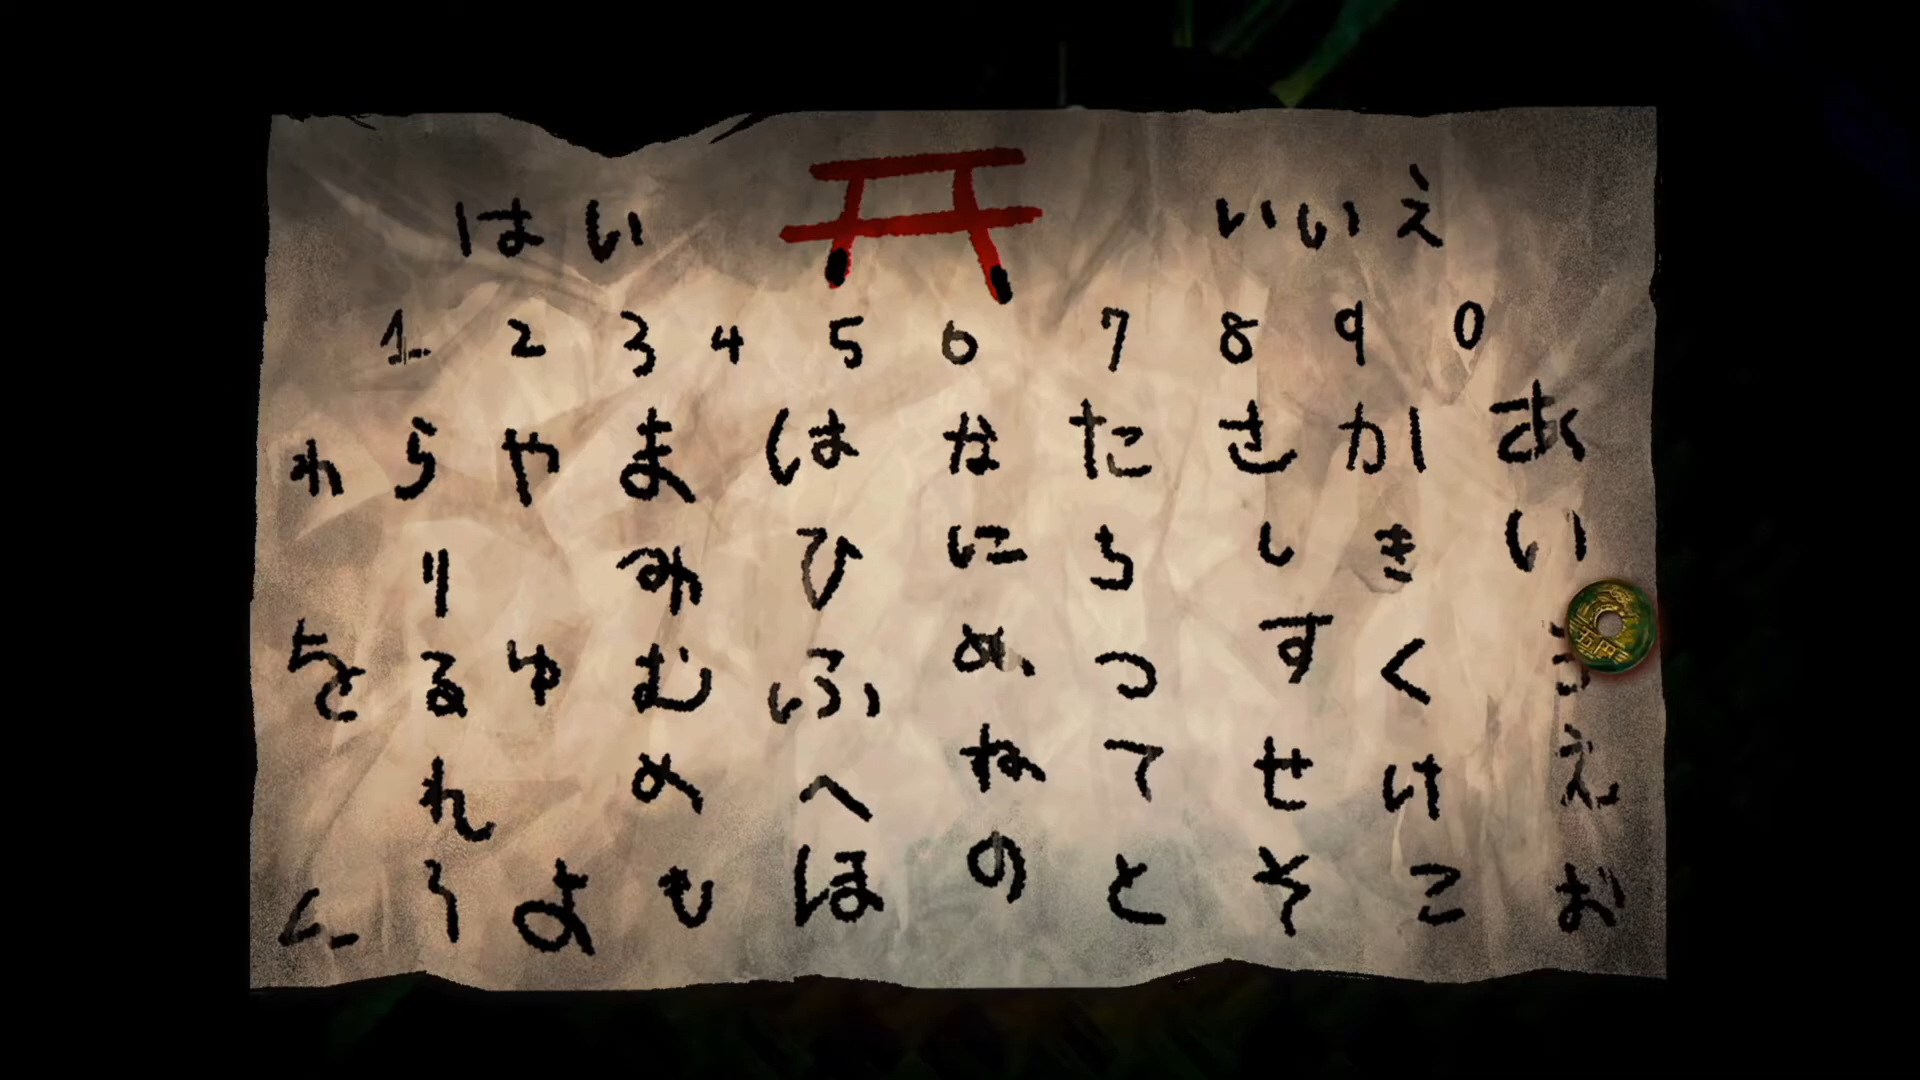 はい いいえ
1 2 3 4 5 6 7 8 9 0
あいうえお
かきくけこ
さしすせそ
たちつてと
なにぬねの
はひふへほ
まみむめも
やゆよ
らりるれろ
わをん
五円